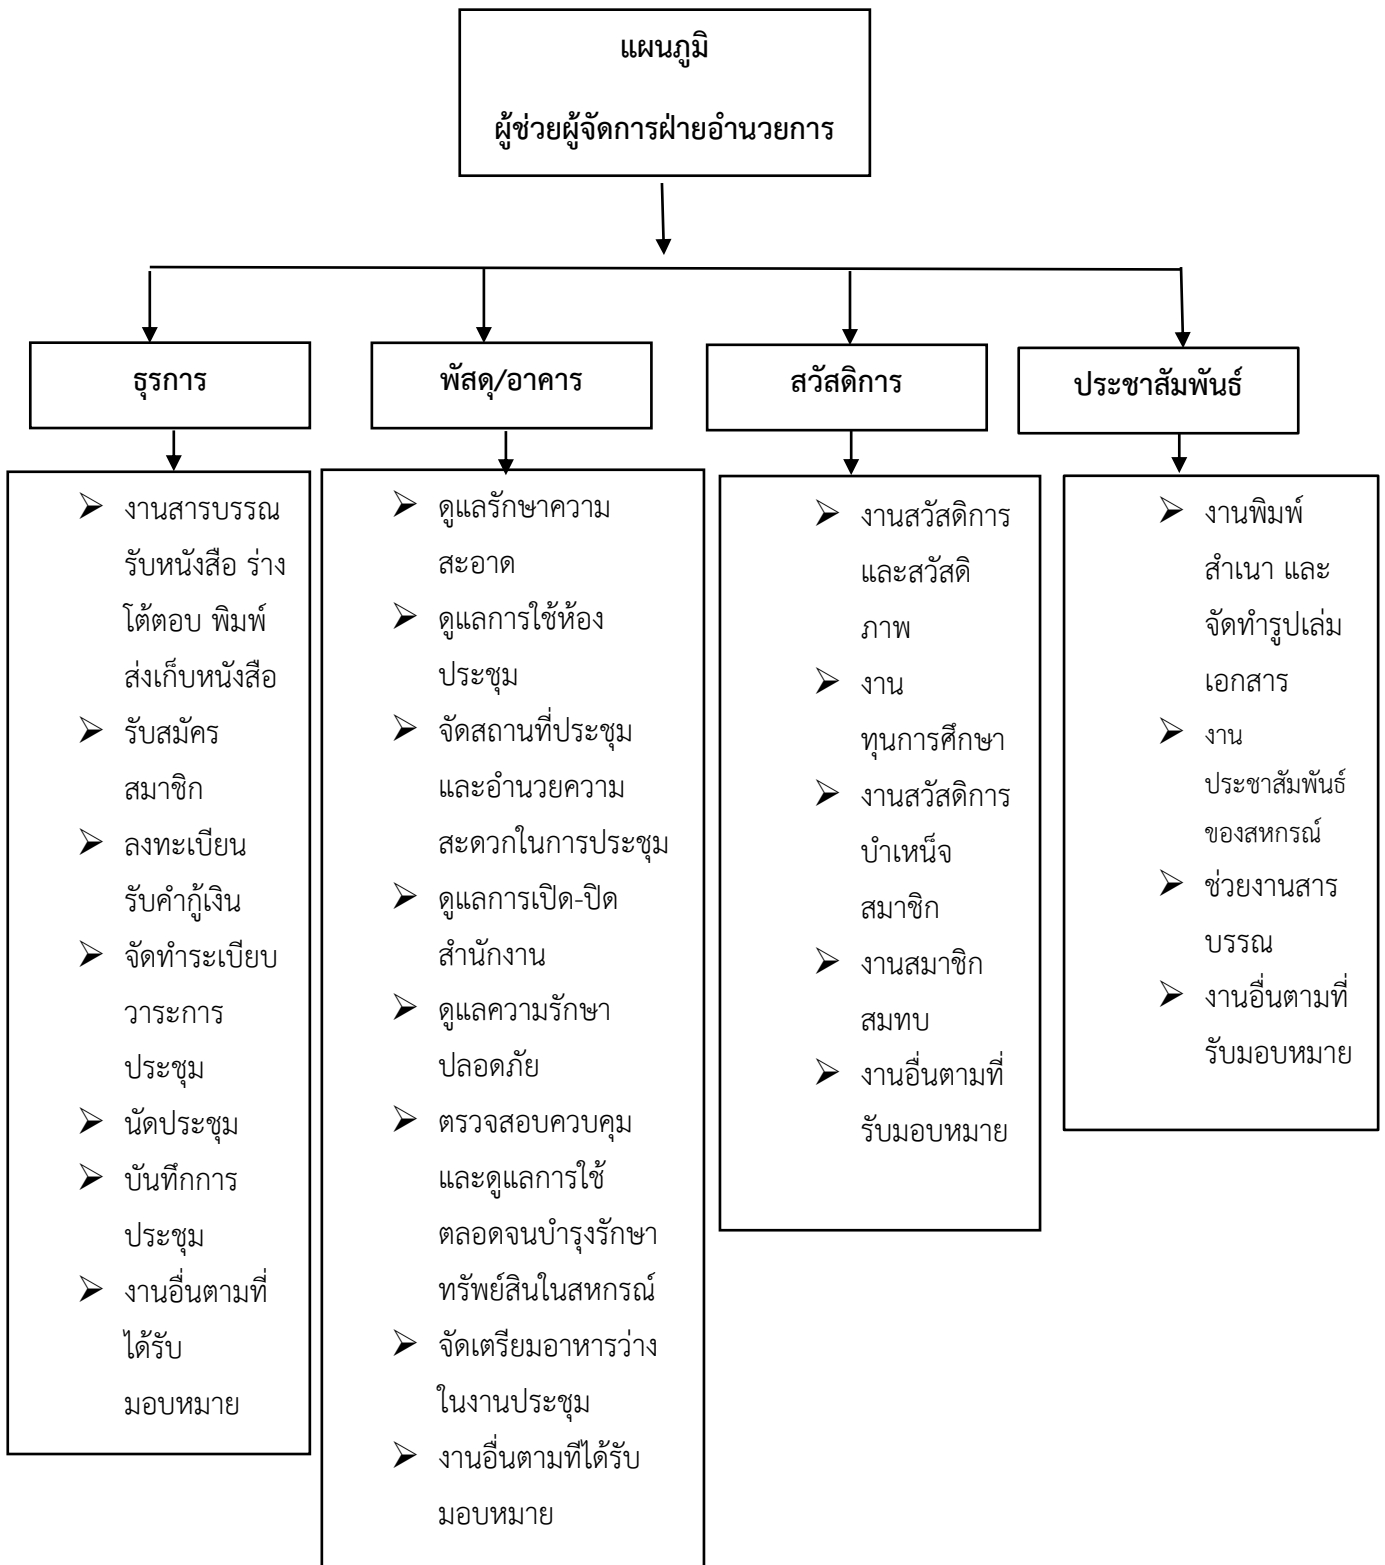 แผนภูมิ
ผู้ช่วยผู้จัดการฝ่ายอำนวยการ
ธุรการ
พัสดุ/อาคาร
สวัสดิการ
ประชาสัมพันธ์
➢ งานสารบรรณ
รับหนังสือ ร่าง
โต้ตอบ พิมพ์
ส่งเก็บหนังสือ
➢ รับสมัคร
สมาชิก
➢ ลงทะเบียน
รับคำกู้เงิน
➢ จัดทำระเบียบ
วาระการ
ประชุม
➢ นัดประชุม
➢ บันทึกการ
ประชุม
➢ งานอื่นตามที่
ได้รับ
มอบหมาย
➢ ดูแลรักษาความ
สะอาด
➢ ดูแลการใช้ห้อง
ประชุม
➢ จัดสถานที่ประชุม
และอำนวยความ
สะดวกในการประชุม
➢ ดูแลการเปิด-ปิด
สำนักงาน
➢ ดูแลความรักษา
ปลอดภัย
➢ ตรวจสอบควบคุม
และดูแลการใช้
ตลอดจนบำรุงรักษา
ทรัพย์สินในสหกรณ์
➢ จัดเตรียมอาหารว่าง
ในงานประชุม
➢ งานอื่นตามทีได้รับ
มอบหมาย
➢ งานสวัสดิการ
และสวัสดิ
ภาพ
➢ งาน
ทุนการศึกษา
➢ งานสวัสดิการ
บำเหน็จ
สมาชิก
➢ งานสมาชิก
สมทบ
➢ งานอื่นตามที่
รับมอบหมาย
➢ งานพิมพ์
สำเนา และ
จัดทำรูปเล่ม
เอกสาร
➢ งาน
ประชาสัมพันธ์
ของสหกรณ์
➢ ช่วยงานสาร
บรรณ
➢ งานอื่นตามที่
รับมอบหมาย